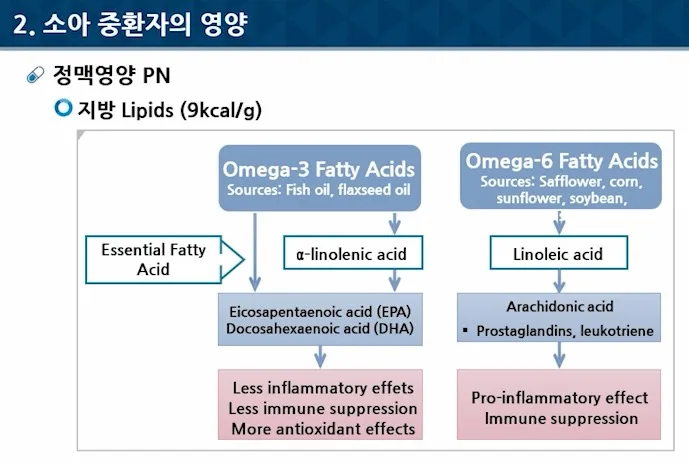 2. 소아 중환자의 영양
정맥영양 PN
지방 Lipids (9kcal/g)
Omega-3 Fatty Acids
Sources: Fish oil, flaxseed oil
Omega-6 Fatty Acids
Sources: Safflower, corn,
sunflower, soybean,
Essential Fatty
Acid
α-linolenic acid
Linoleic acid
Eicosapentaenoic acid (EPA)
Docosahexaenoic acid (DHA)
Arachidonic acid
▪ Prostaglandins, leukotriene
Less inflammatory effets
Less immune suppression
More antioxidant effects
Pro-inflammatory effect
Immune suppression